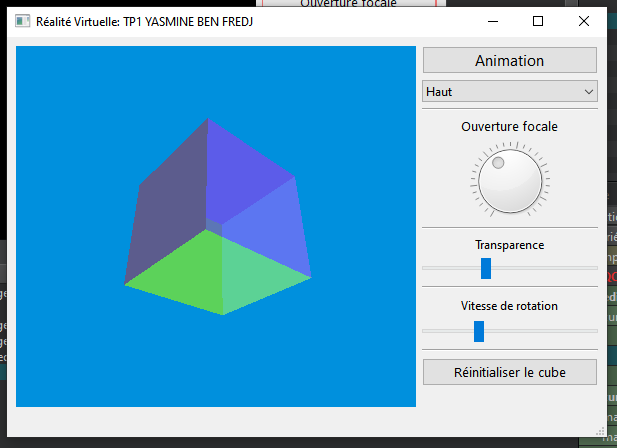 Ouverture focale
Réalité Virtuelle: TP1 YASMINE BEN FREDJ
Animation
Haut
Ouverture focale
Transparence
Vitesse de rotation
Réinitialiser le cube